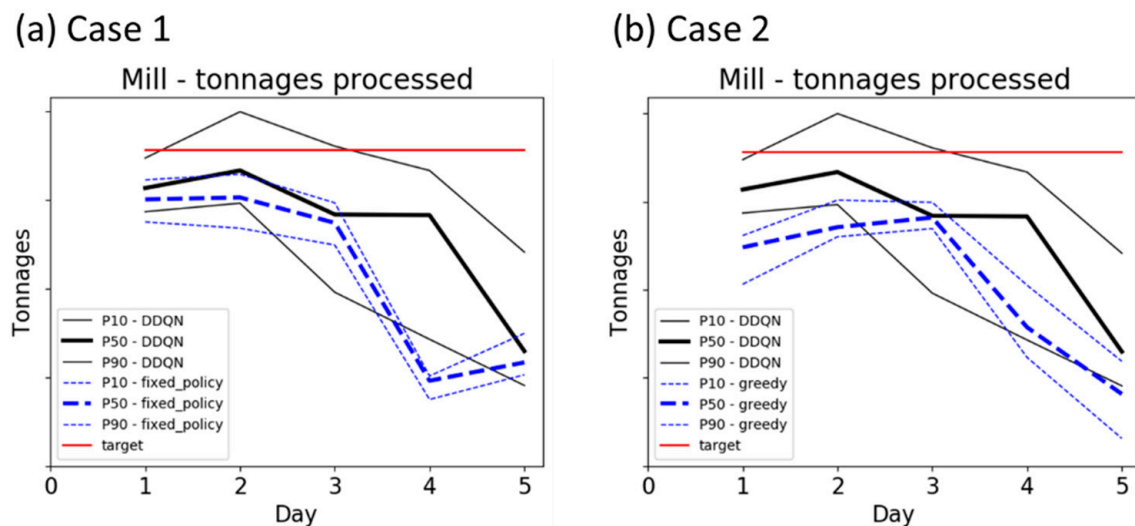 (a) Case 1
Mill - tonnages processed
Tonnages
P10 - DDQN
P50 - DDQN
P90 - DDQN
P10 - fixed_policy
P50 - fixed_policy
P90 - fixed_policy
target
0 1 2 3 4 5
Day
(b) Case 2
Mill - tonnages processed
Tonnages
P10 - DDQN
P50 - DDQN
P90 - DDQN
P10 - greedy
P50 - greedy
P90 - greedy
target
0 1 2 3 4 5
Day